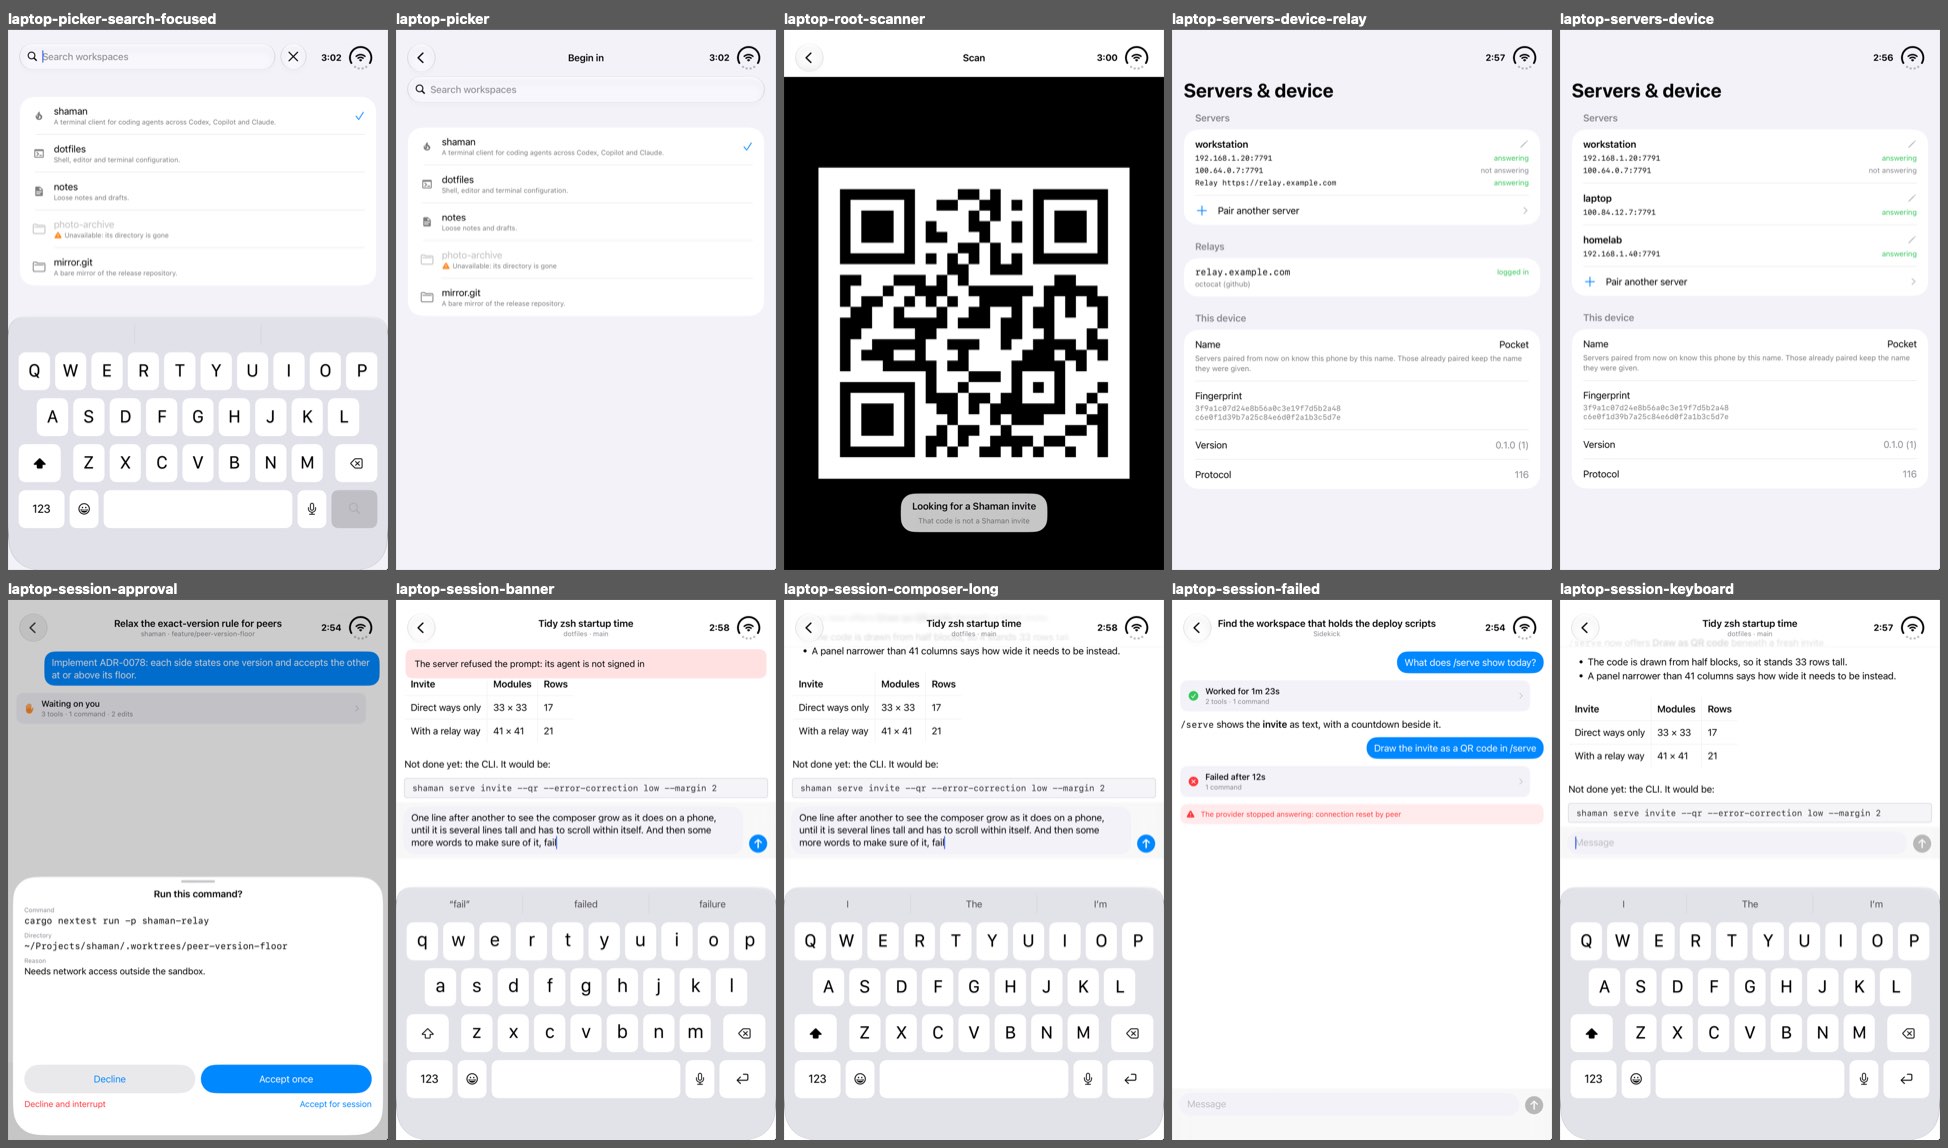 laptop-picker-search-focused
Search workspaces
3:02
shaman
A terminal client for coding agents across Codex, Copilot and Claude.
dotfiles
Shell, editor and terminal configuration.
notes
Loose notes and drafts.
photo-archive
Unavailable: its directory is gone
mirror.git
A bare mirror of the release repository.
Q W E R T Y U I O P
A S D F G H J K L
Z X C V B N M
123
laptop-picker
Begin in
3:02
Search workspaces
shaman
A terminal client for coding agents across Codex, Copilot and Claude.
dotfiles
Shell, editor and terminal configuration.
notes
Loose notes and drafts.
photo-archive
Unavailable: its directory is gone
mirror.git
A bare mirror of the release repository.
laptop-root-scanner
Scan
3:00
Looking for a Shaman invite
That code is not a Shaman invite
laptop-servers-device-relay
2:57
Servers & device
Servers
workstation
192.168.1.20:7791 answering
100.64.0.7:7791 not answering
Relay https://relay.example.com answering
Pair another server
Relays
relay.example.com logged in
octocat (github)
This device
Name Pocket
Servers paired from now on know this phone by this name. Those already paired keep the name
they were given.
Fingerprint
3f9a1c07d24e8b56a0c3e19f7d5b2a48
c6e0f1d39b7a25c84e6d0f2a1b3c5d7e
Version 0.1.0 (1)
Protocol 116
laptop-servers-device
2:56
Servers & device
Servers
workstation
192.168.1.20:7791 answering
100.64.0.7:7791 not answering
laptop
100.84.12.7:7791 answering
homelab
192.168.1.40:7791 answering
Pair another server
This device
Name Pocket
Servers paired from now on know this phone by this name. Those already paired keep the name
they were given.
Fingerprint
3f9a1c07d24e8b56a0c3e19f7d5b2a48
c6e0f1d39b7a25c84e6d0f2a1b3c5d7e
Version 0.1.0 (1)
Protocol 116
laptop-session-approval
Relax the exact-version rule for peers
shaman · feature/peer-version-floor
2:54
Implement ADR-0078: each side states one version and accepts the other
at or above its floor.
Waiting on you
3 tools · 1 command · 2 edits
Run this command?
Command
cargo nextest run -p shaman-relay
Directory
~/Projects/shaman/.worktrees/peer-version-floor
Reason
Needs network access outside the sandbox.
Decline
Accept once
Decline and interrupt
Accept for session
laptop-session-banner
Tidy zsh startup time
dotfiles · main
2:58
The server refused the prompt: its agent is not signed in
Invite Modules Rows
Direct ways only 33 × 33 17
With a relay way 41 × 41 21
Not done yet: the CLI. It would be:
shaman serve invite --qr --error-correction low --margin 2
One line after another to see the composer grow as it does on a phone,
until it is several lines tall and has to scroll within itself. And then some
more words to make sure of it, fail
“fail” failed failure
q w e r t y u i o p
a s d f g h j k l
z x c v b n m
123
laptop-session-composer-long
Tidy zsh startup time
dotfiles · main
2:58
The code is drawn from half blocks, so it stands 33 rows tall
• A panel narrower than 41 columns says how wide it needs to be instead.
Invite Modules Rows
Direct ways only 33 × 33 17
With a relay way 41 × 41 21
Not done yet: the CLI. It would be:
shaman serve invite --qr --error-correction low --margin 2
One line after another to see the composer grow as it does on a phone,
until it is several lines tall and has to scroll within itself. And then some
more words to make sure of it, fail
I The I'm
Q W E R T Y U I O P
A S D F G H J K L
Z X C V B N M
123
laptop-session-failed
Find the workspace that holds the deploy scripts
Sidekick
2:54
What does /serve show today?
Worked for 1m 23s
2 tools · 1 command
/serve shows the invite as text, with a countdown beside it.
Draw the invite as a QR code in /serve
Failed after 12s
1 command
The provider stopped answering: connection reset by peer
Message
laptop-session-keyboard
Tidy zsh startup time
dotfiles · main
2:57
/serve now offers Draw as QR code beneath a fresh invite
• The code is drawn from half blocks, so it stands 33 rows tall.
• A panel narrower than 41 columns says how wide it needs to be instead.
Invite Modules Rows
Direct ways only 33 × 33 17
With a relay way 41 × 41 21
Not done yet: the CLI. It would be:
shaman serve invite --qr --error-correction low --margin 2
Message
I The I'm
Q W E R T Y U I O P
A S D F G H J K L
Z X C V B N M
123